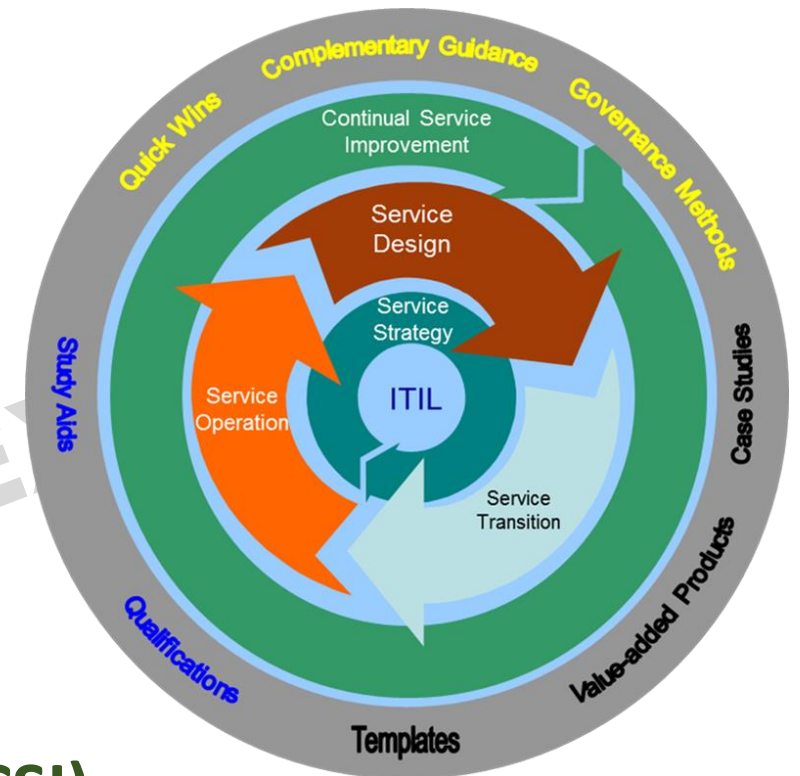 Complementary Guidance
Quick Wins
Governance Methods
Continual Service
Improvement
Service
Design
Service
Strategy
ITIL
Service
Operation
Service
Transition
Study Aids
Case Studies
Qualifications
Value-added Products
Templates